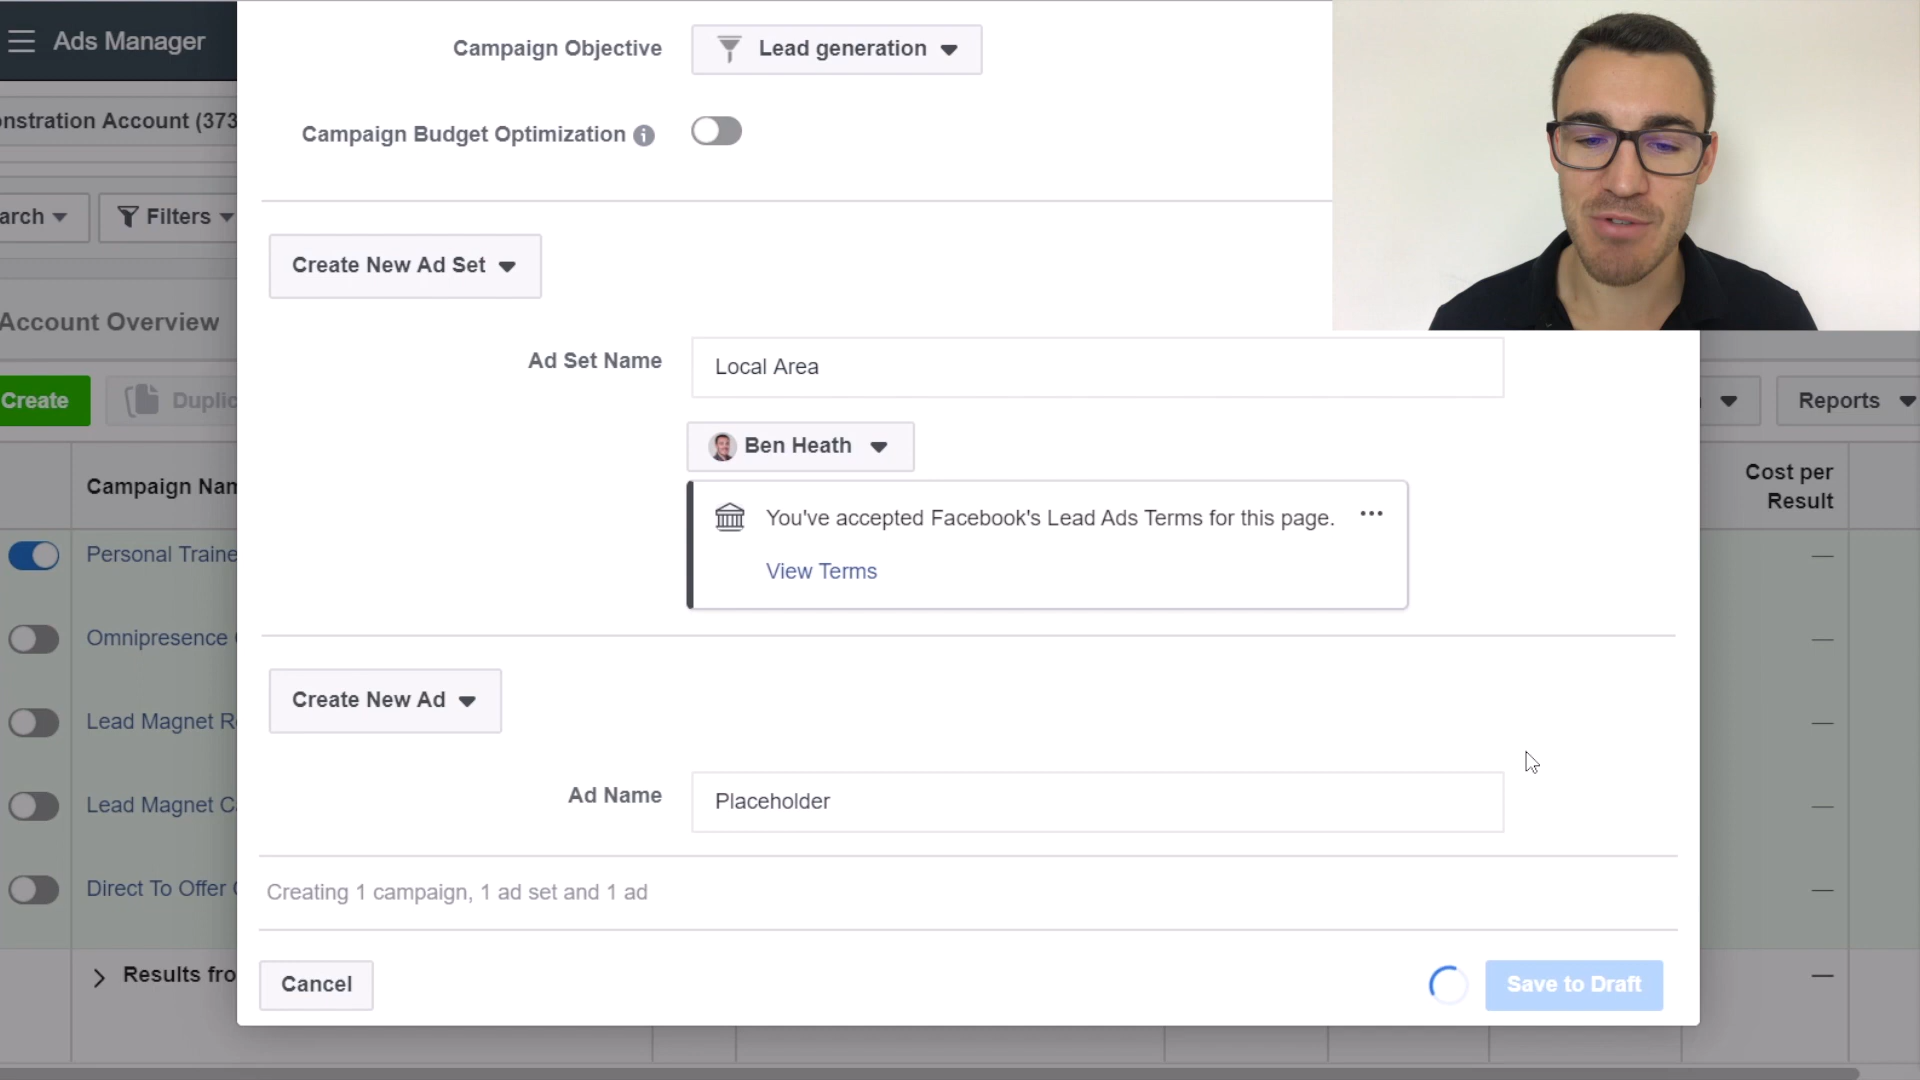 Ads Manager
Campaign Objective
Lead generation
nstration Account (373
Campaign Budget Optimization
arch
Filters
Create New Ad Set
Account Overview
Ad Set Name
Local Area
Create
Duplic
Reports
Ben Heath
Campaign Nam
Cost per
Result
You've accepted Facebook's Lead Ads Terms for this page.
View Terms
Personal Traine
—
Omnipresence
—
Create New Ad
Lead Magnet R
—
Ad Name
Placeholder
Lead Magnet C
—
Direct To Offer
—
Creating 1 campaign, 1 ad set and 1 ad
Results fro
—
Cancel
Save to Draft